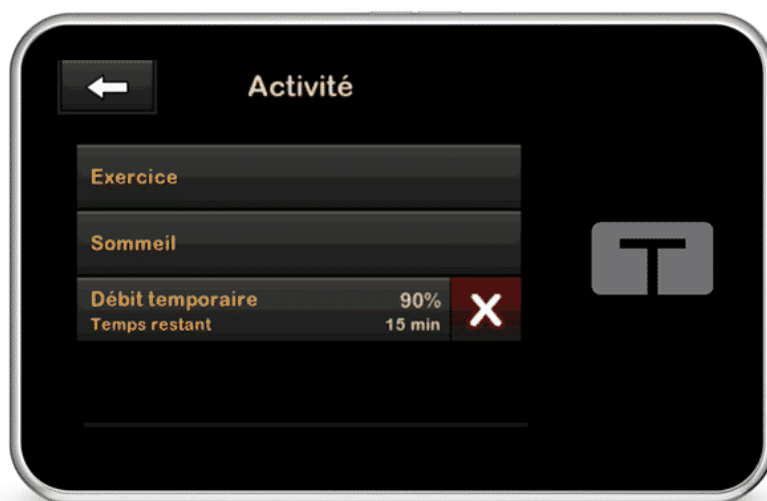 Activité
Exercice
Sommeil
Débit temporaire 90%
Temps restant 15 min
T